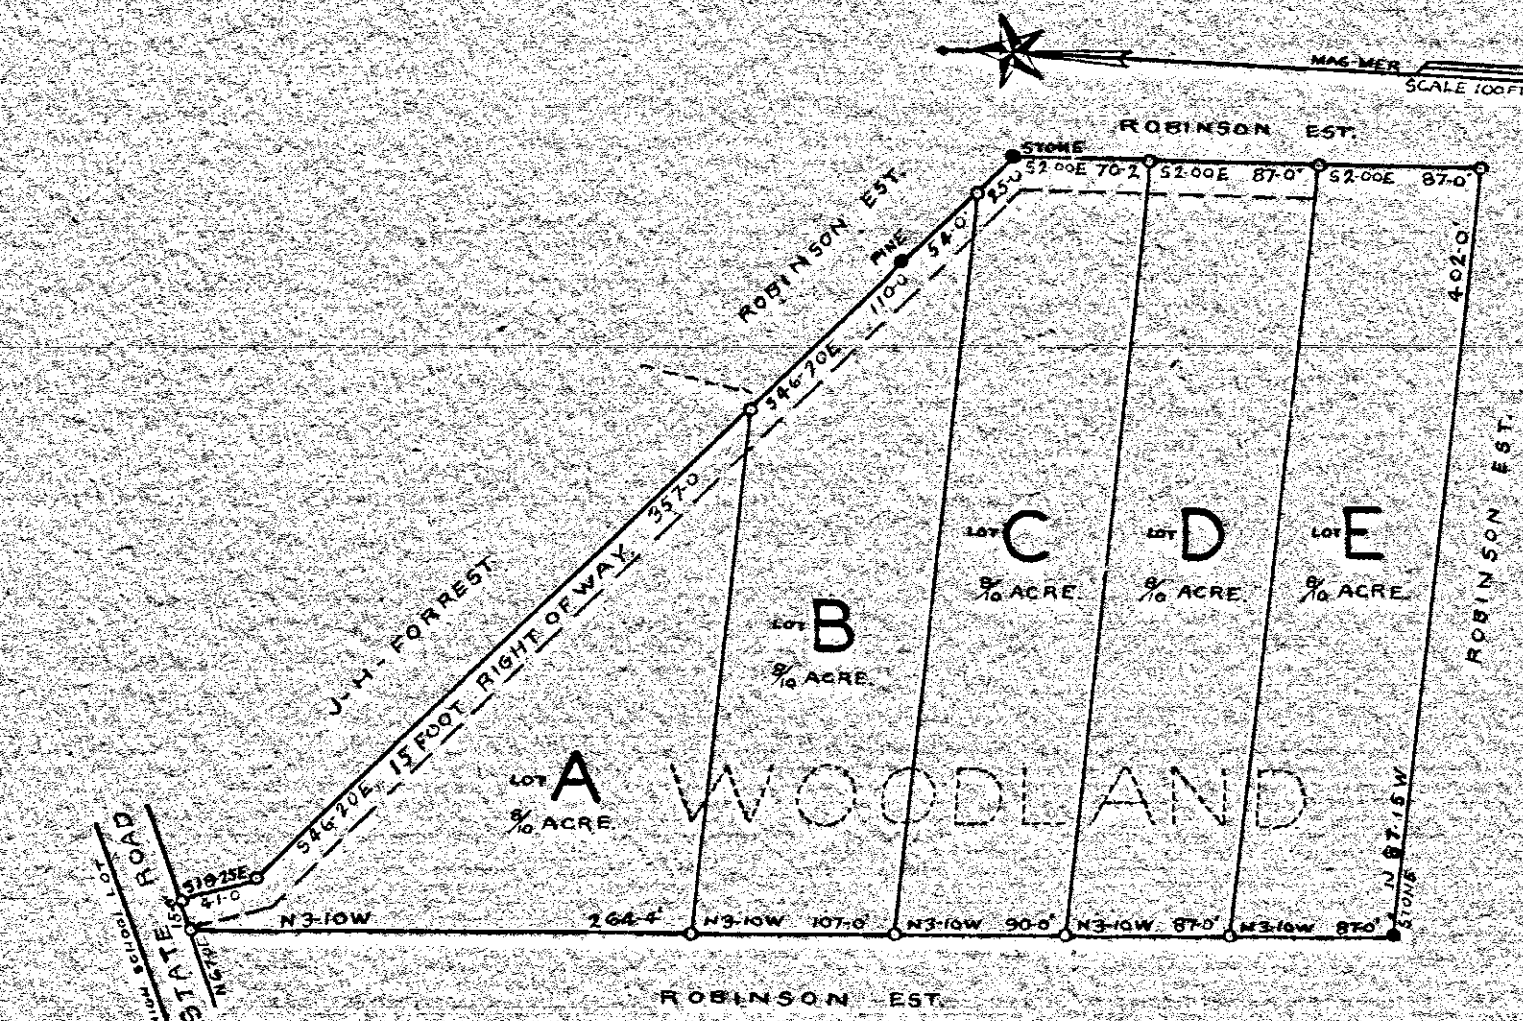 MAG-MER
SCALE 100 FT
ROBINSON EST.
STONE
S2-00E 70-2
S2-00E 87-0'
S2-00E 87-0'
25-0
ROBINSON EST.
PINE
54-0'
110-0
S46-20E
402-0'
ROBINSON EST.
357-0
J-H-FORREST
15 FOOT RIGHT OF WAY.
S46-20E
LOT A
8/10 ACRE.
LOT B
8/10 ACRE.
LOT C
8/10 ACRE.
LOT D
8/10 ACRE
LOT E
8/10 ACRE.
WOODLAND
N 87-15W
STONE
STATE ROAD
SCHOOL LOT
41-0
N3-10W 264-4'
N3-10W 107-0'
N3-10W 90-0'
N3-10W 87-0'
N3-10W 87-0'
ROBINSON EST.